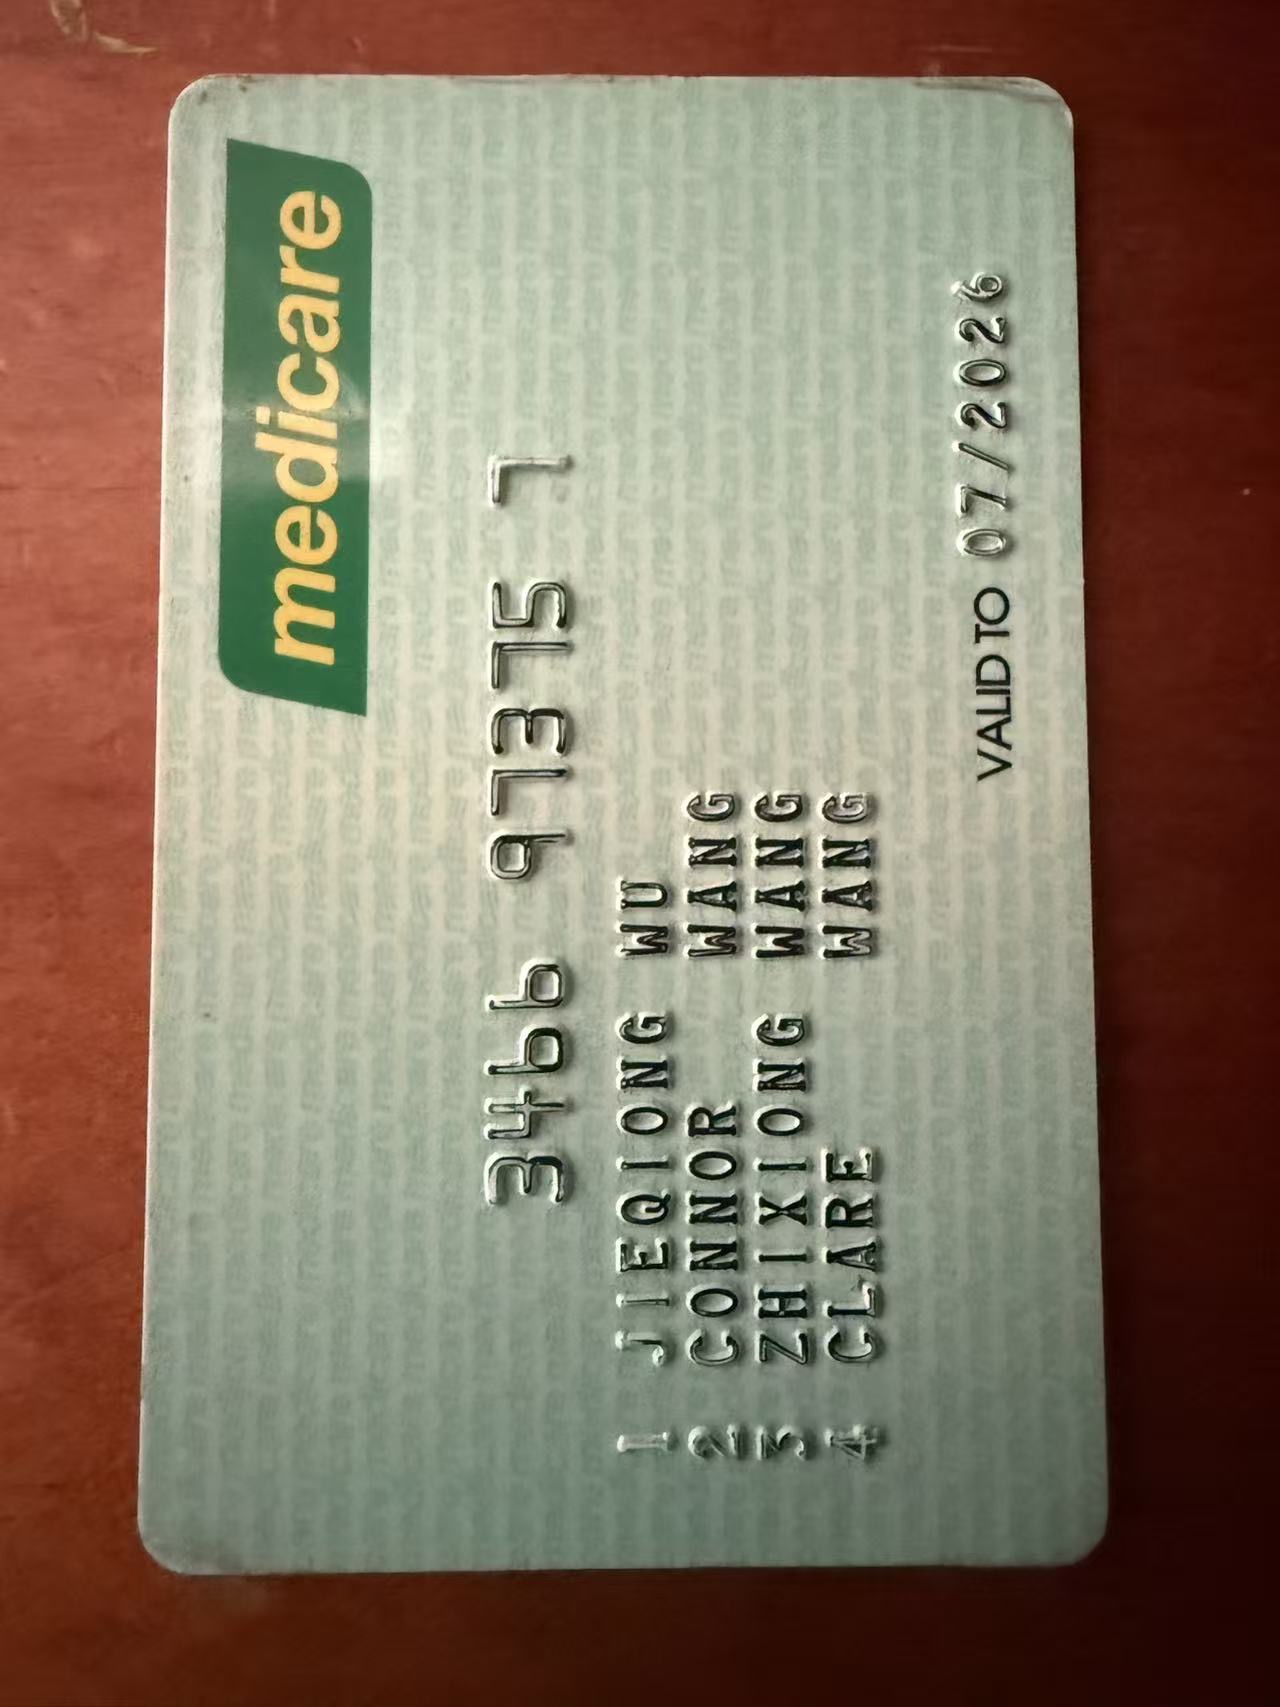 medicare
3466 97375 7
1 JIEQIONG WU
2 CONNOR WANG
3 ZHIXIONG WANG
4 CLARE WANG
VALID TO 07/2026